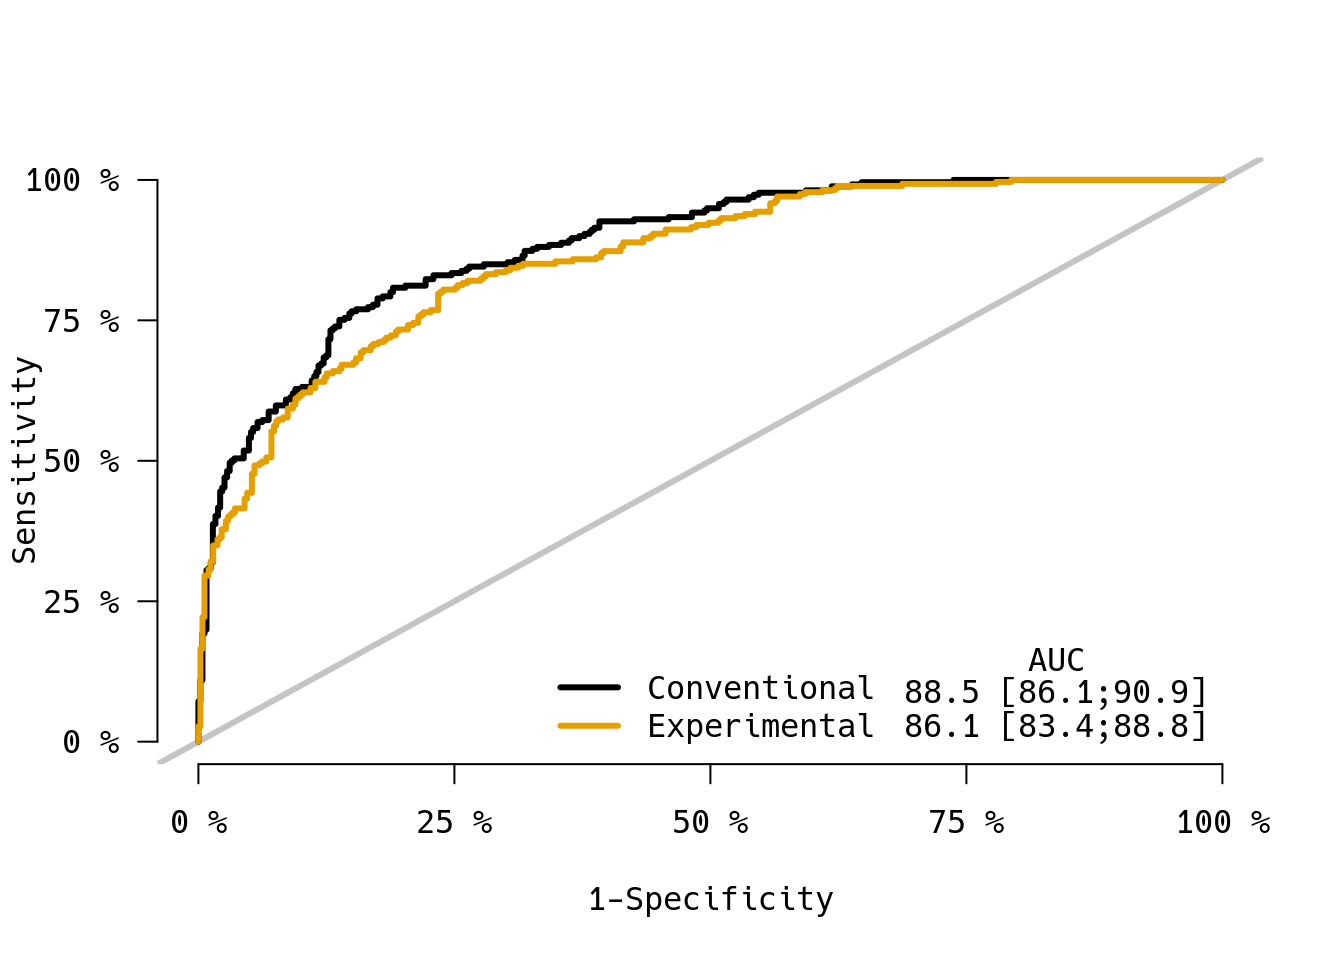 100 %
75 %
50 %
25 %
0 %
Sensitivity
AUC
Conventional 88.5 [86.1;90.9]
Experimental 86.1 [83.4;88.8]
0 % 25 % 50 % 75 % 100 %
1-Specificity